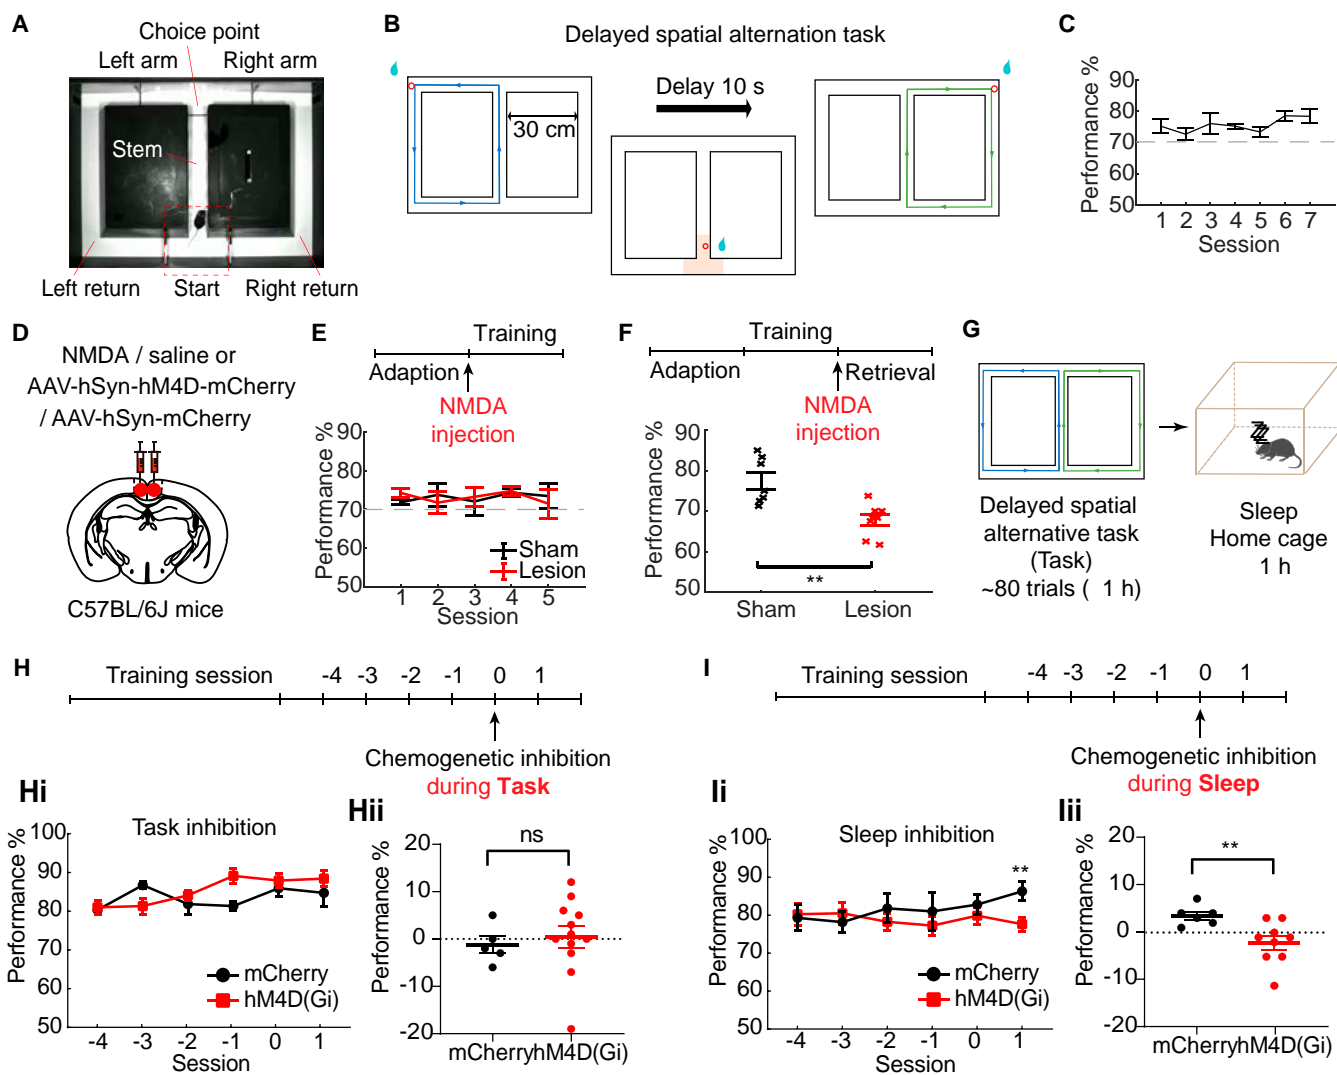 A
Choice point
Left arm
Right arm
Stem
Left return
Start
Right return
B
Delayed spatial alternation task
30 cm
Delay 10 s
C
Performance %
90
80
70
60
50
1 2 3 4 5 6 7
Session
D
NMDA / saline or
AAV-hSyn-hM4D-mCherry
/ AAV-hSyn-mCherry
C57BL/6J mice
E
Training
Adaption
NMDA
injection
Performance %
90
80
70
60
50
Sham
Lesion
1 2 3 4 5
Session
F
Training
Adaption
Retrieval
NMDA
injection
Performance %
90
80
70
60
50
**
Sham
Lesion
G
Delayed spatial
alternative task
(Task)
~80 trials ( 1 h)
Sleep
Home cage
1 h
H
Training session
-4 -3 -2 -1 0 1
Chemogenetic inhibition
during Task
Hi
Task inhibition
Performance %
100
90
80
70
60
50
mCherry
hM4D(Gi)
-4 -3 -2 -1 0 1
Session
Hii
Performance %
20
10
0
-10
-20
ns
mCherryhM4D(Gi)
I
Training session
-4 -3 -2 -1 0 1
Chemogenetic inhibition
during Sleep
Ii
Sleep inhibition
Performance %
100
90
80
70
60
50
**
mCherry
hM4D(Gi)
-4 -3 -2 -1 0 1
Session
Iii
Performance %
20
10
0
-10
-20
**
mCherryhM4D(Gi)